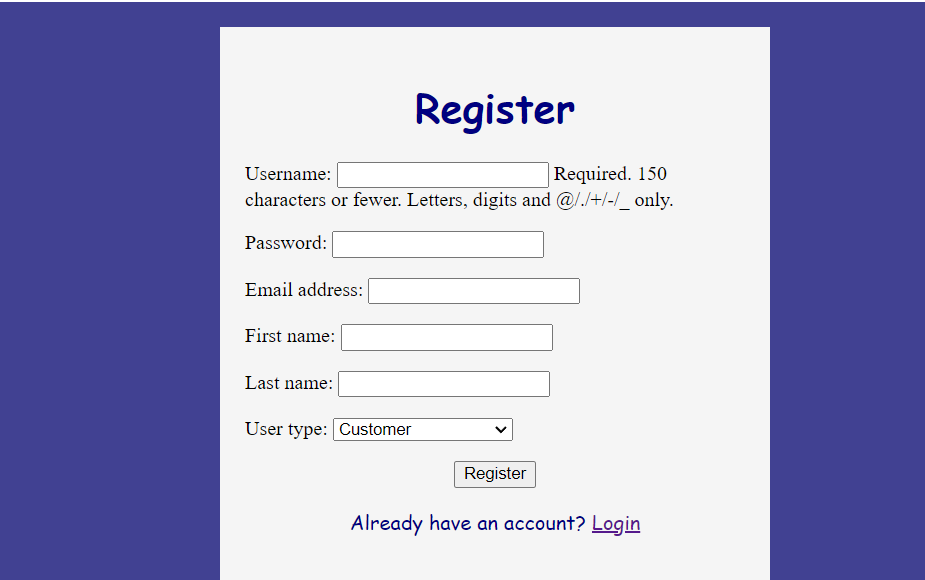 Register
Username: Required. 150
characters or fewer. Letters, digits and @/./+/-/_ only.
Password:
Email address:
First name:
Last name:
User type: Customer
Register
Already have an account? Login